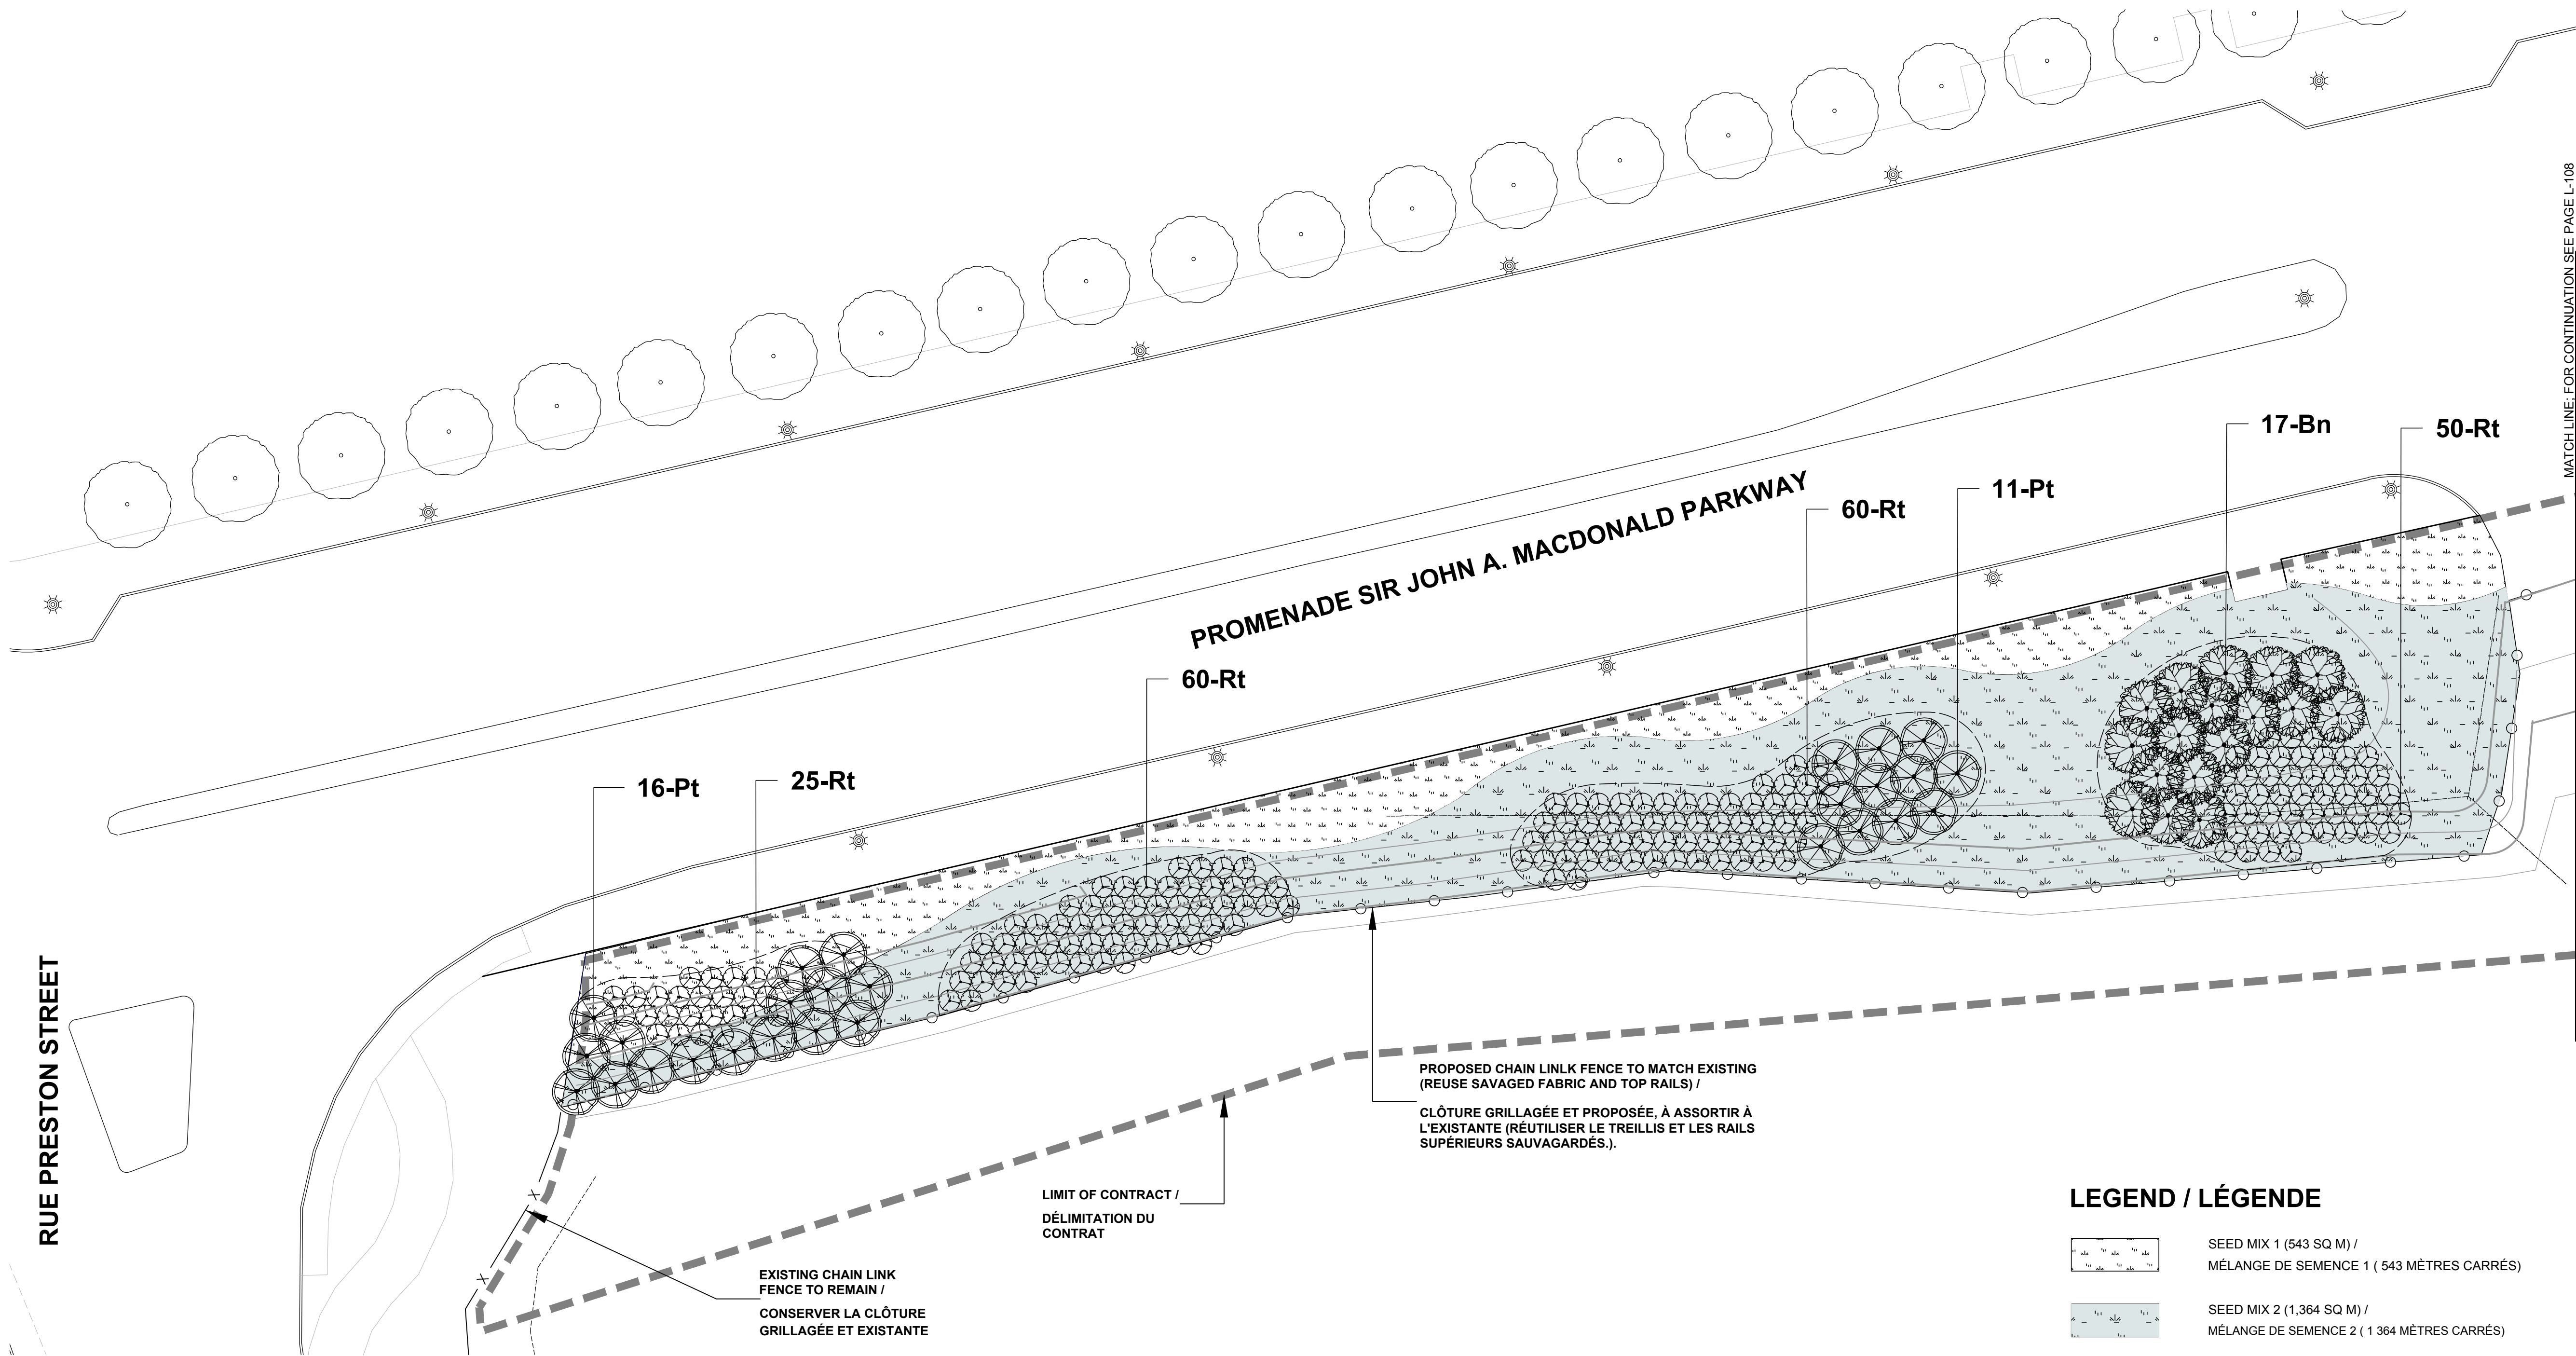 MATCH LINE; FOR CONTINUATION SEE PAGE L-108
17-Bn
50-Rt
11-Pt
60-Rt
PROMENADE SIR JOHN A. MACDONALD PARKWAY
60-Rt
16-Pt
25-Rt
RUE PRESTON STREET
PROPOSED CHAIN LINLK FENCE TO MATCH EXISTING
(REUSE SAVAGED FABRIC AND TOP RAILS) /
CLÔTURE GRILLAGÉE ET PROPOSÉE, À ASSORTIR À
L'EXISTANTE (RÉUTILISER LE TREILLIS ET LES RAILS
SUPÉRIEURS SAUVAGARDÉS.).
LIMIT OF CONTRACT /
DÉLIMITATION DU
CONTRAT
EXISTING CHAIN LINK
FENCE TO REMAIN /
CONSERVER LA CLÔTURE
GRILLAGÉE ET EXISTANTE
LEGEND / LÉGENDE
SEED MIX 1 (543 SQ M) /
MÉLANGE DE SEMENCE 1 ( 543 MÈTRES CARRÉS)
SEED MIX 2 (1,364 SQ M) /
MÉLANGE DE SEMENCE 2 ( 1 364 MÈTRES CARRÉS)